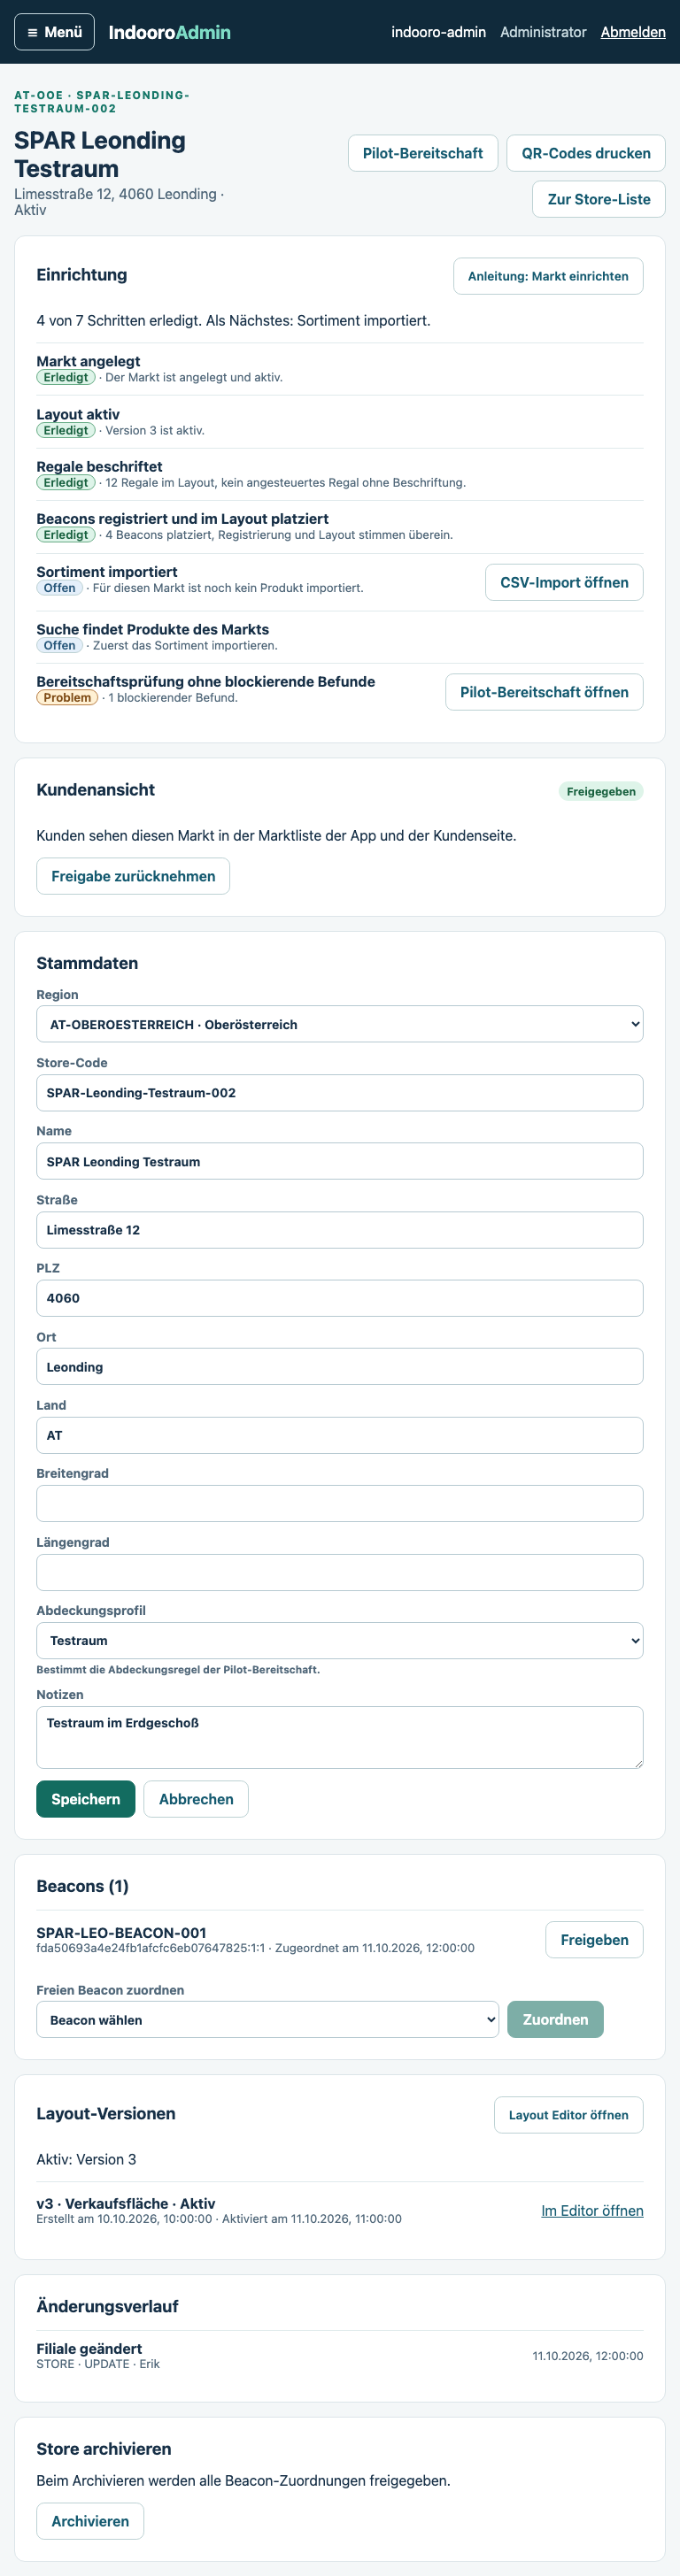 ≡ Menü
IndooroAdmin
indooro-admin Administrator Abmelden
AT-OOE · SPAR-LEONDING-
TESTRAUM-002
SPAR Leonding
Testraum
Limesstraße 12, 4060 Leonding ·
Aktiv
Pilot-Bereitschaft
QR-Codes drucken
Zur Store-Liste
Einrichtung
Anleitung: Markt einrichten
4 von 7 Schritten erledigt. Als Nächstes: Sortiment importiert.
Markt angelegt
Erledigt · Der Markt ist angelegt und aktiv.
Layout aktiv
Erledigt · Version 3 ist aktiv.
Regale beschriftet
Erledigt · 12 Regale im Layout, kein angesteuertes Regal ohne Beschriftung.
Beacons registriert und im Layout platziert
Erledigt · 4 Beacons platziert, Registrierung und Layout stimmen überein.
Sortiment importiert
Offen · Für diesen Markt ist noch kein Produkt importiert.
CSV-Import öffnen
Suche findet Produkte des Markts
Offen · Zuerst das Sortiment importieren.
Bereitschaftsprüfung ohne blockierende Befunde
Problem · 1 blockierender Befund.
Pilot-Bereitschaft öffnen
Kundenansicht
Freigegeben
Kunden sehen diesen Markt in der Marktliste der App und der Kundenseite.
Freigabe zurücknehmen
Stammdaten
Region
AT-OBEROESTERREICH · Oberösterreich
Store-Code
SPAR-Leonding-Testraum-002
Name
SPAR Leonding Testraum
Straße
Limesstraße 12
PLZ
4060
Ort
Leonding
Land
AT
Breitengrad
Längengrad
Abdeckungsprofil
Testraum
Bestimmt die Abdeckungsregel der Pilot-Bereitschaft.
Notizen
Testraum im Erdgeschoß
Speichern
Abbrechen
Beacons (1)
SPAR-LEO-BEACON-001
fda50693a4e24fb1afcfc6eb07647825:1:1 · Zugeordnet am 11.10.2026, 12:00:00
Freigeben
Freien Beacon zuordnen
Beacon wählen
Zuordnen
Layout-Versionen
Layout Editor öffnen
Aktiv: Version 3
v3 · Verkaufsfläche · Aktiv
Erstellt am 10.10.2026, 10:00:00 · Aktiviert am 11.10.2026, 11:00:00
Im Editor öffnen
Änderungsverlauf
Filiale geändert
STORE · UPDATE · Erik
11.10.2026, 12:00:00
Store archivieren
Beim Archivieren werden alle Beacon-Zuordnungen freigegeben.
Archivieren